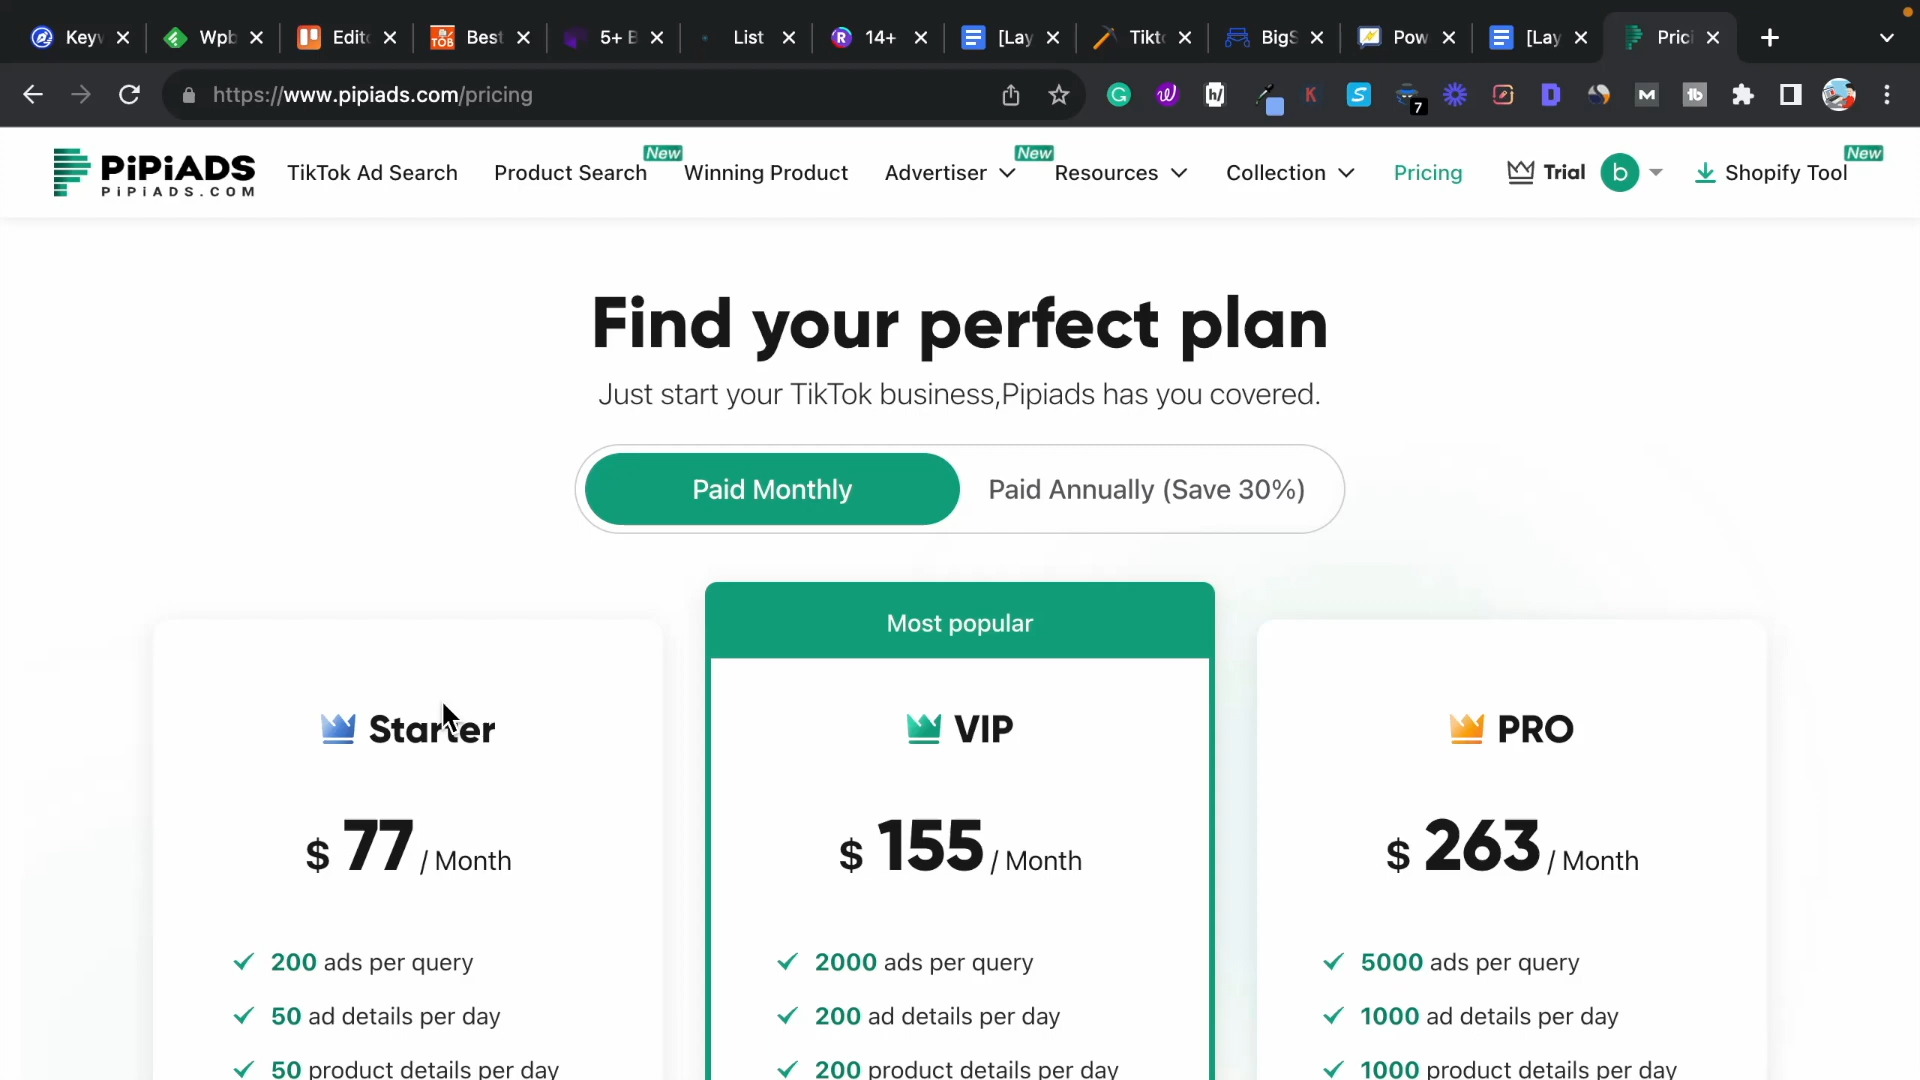 Keyv
Wpb
Edit
Best
5+ B
List
14+
[Lay
Tikt
BigS
Pow
[Lay
Prici
https://www.pipiads.com/pricing
7
PiPiADS
PiPiADS.COM
TikTok Ad Search
Product Search
New
Winning Product
Advertiser
New
Resources
Collection
Pricing
Trial
b
Shopify Tool
New
Find your perfect plan
Just start your TikTok business,Pipiads has you covered.
Paid Monthly
Paid Annually (Save 30%)
Most popular
Starter
$ 77 / Month
200 ads per query
50 ad details per day
50 product details per day
VIP
$ 155 / Month
2000 ads per query
200 ad details per day
200 product details per day
PRO
$ 263 / Month
5000 ads per query
1000 ad details per day
1000 product details per day